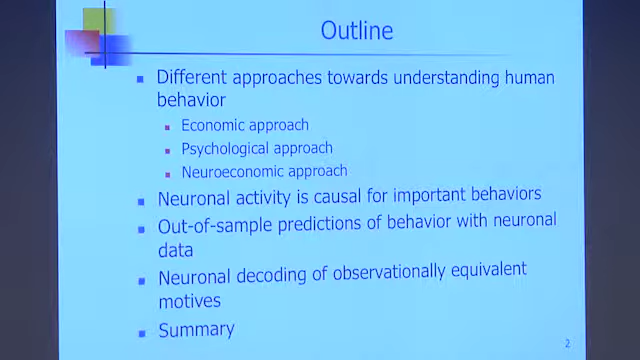 Outline
Different approaches towards understanding human
behavior
Economic approach
Psychological approach
Neuroeconomic approach
Neuronal activity is causal for important behaviors
Out-of-sample predictions of behavior with neuronal
data
Neuronal decoding of observationally equivalent
motives
Summary
2